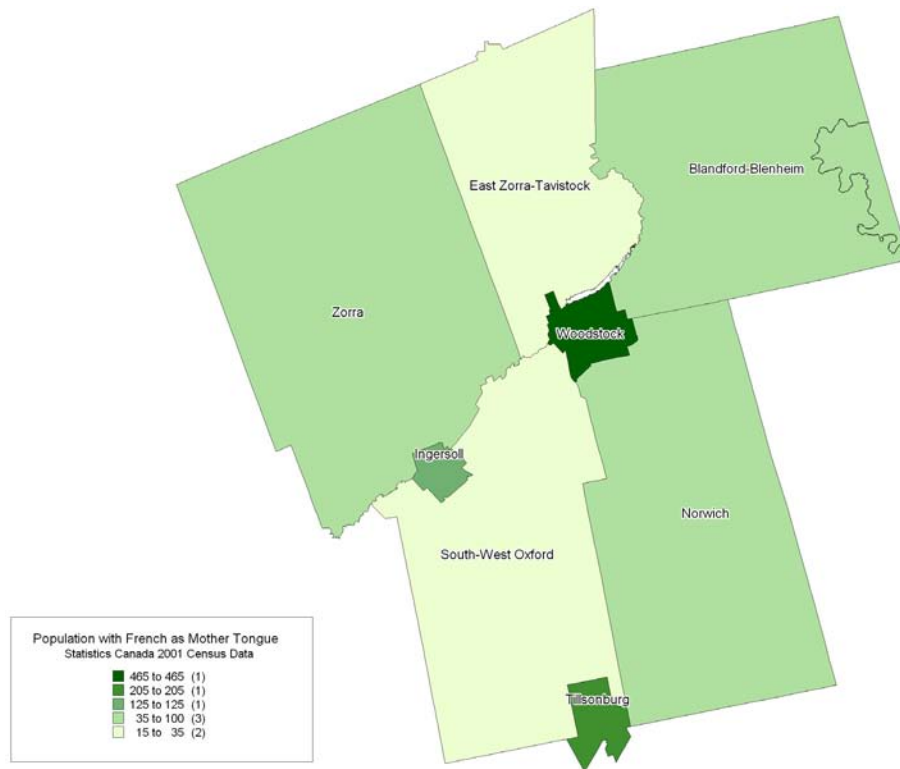 East Zorra-Tavistock
Blandford-Blenheim
Zorra
Woodstock
Ingersoll
Norwich
South-West Oxford
Tillsonburg
Population with French as Mother Tongue
Statistics Canada 2001 Census Data
465 to 465 (1)
205 to 205 (1)
125 to 125 (1)
35 to 100 (3)
15 to 35 (2)